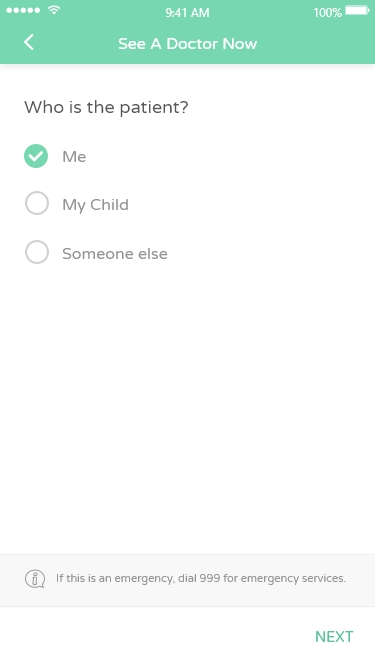 9:41 AM
100%
See A Doctor Now
Who is the patient?
Me
My Child
Someone else
If this is an emergency, dial 999 for emergency services.
NEXT